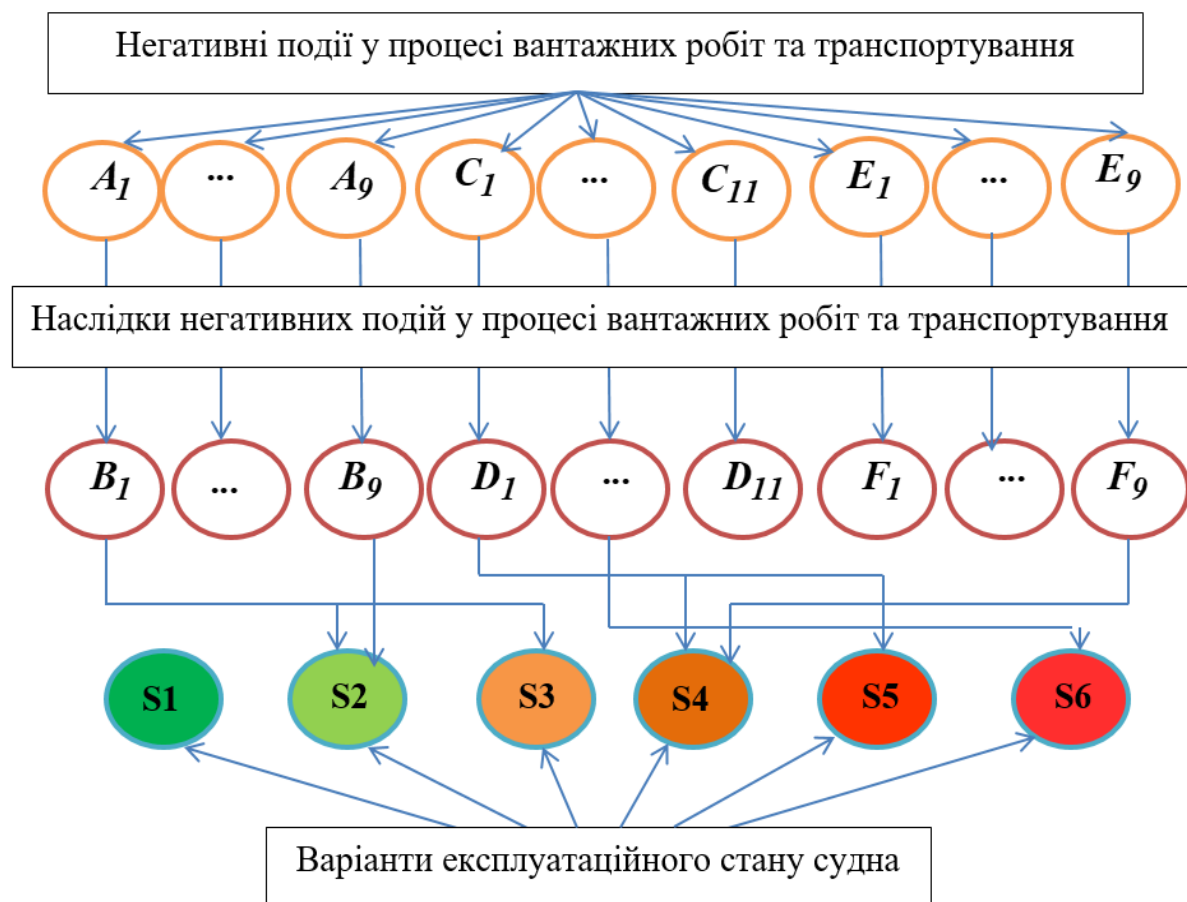 Негативні події у процесі вантажних робіт та транспортування
A1 ... A9 C1 ... C11 E1 ... E9
Наслідки негативних подій у процесі вантажних робіт та транспортування
B1 ... B9 D1 ... D11 F1 ... F9
S1 S2 S3 S4 S5 S6
Варіанти експлуатаційного стану судна